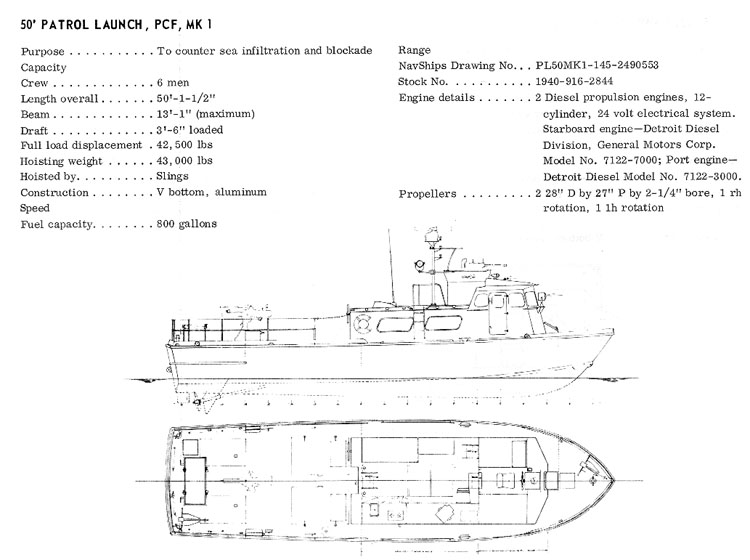 50' PATROL LAUNCH, PCF, MK 1
Purpose . . . . . . . . . . . To counter sea infiltration and blockade
Capacity
Crew . . . . . . . . . . . . . 6 men
Length overall . . . . . . . 50'-1-1/2"
Beam . . . . . . . . . . . . . 13'-1" (maximum)
Draft . . . . . . . . . . . . . 3'-6" loaded
Full load displacement . 42,500 lbs
Hoisting weight . . . . . . 43,000 lbs
Hoisted by. . . . . . . . . . Slings
Construction . . . . . . . . V bottom, aluminum
Speed
Fuel capacity. . . . . . . . 800 gallons
Range
NavShips Drawing No. . . PL50MK1-145-2490553
Stock No. . . . . . . . . . . 1940-916-2844
Engine details . . . . . . . 2 Diesel propulsion engines, 12-
cylinder, 24 volt electrical system.
Starboard engine—Detroit Diesel
Division, General Motors Corp.
Model No. 7122-7000; Port engine—
Detroit Diesel Model No. 7122-3000.
Propellers . . . . . . . . . 2 28" D by 27" P by 2-1/4" bore, 1 rh
rotation, 1 1h rotation